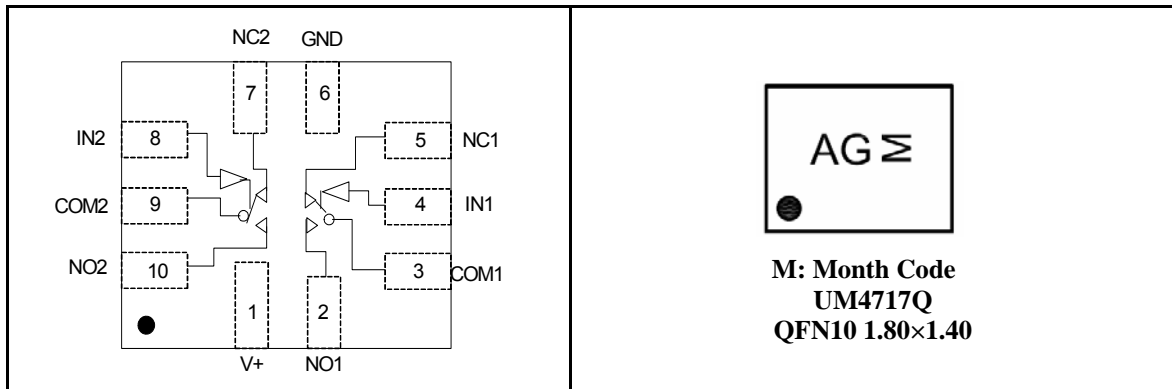 NC2 GND
7 6
IN2 8 5 NC1
COM2 9 4 IN1
NO2 10 3 COM1
1 2
V+ NO1
AG M
M: Month Code
UM4717Q
QFN10 1.80×1.40